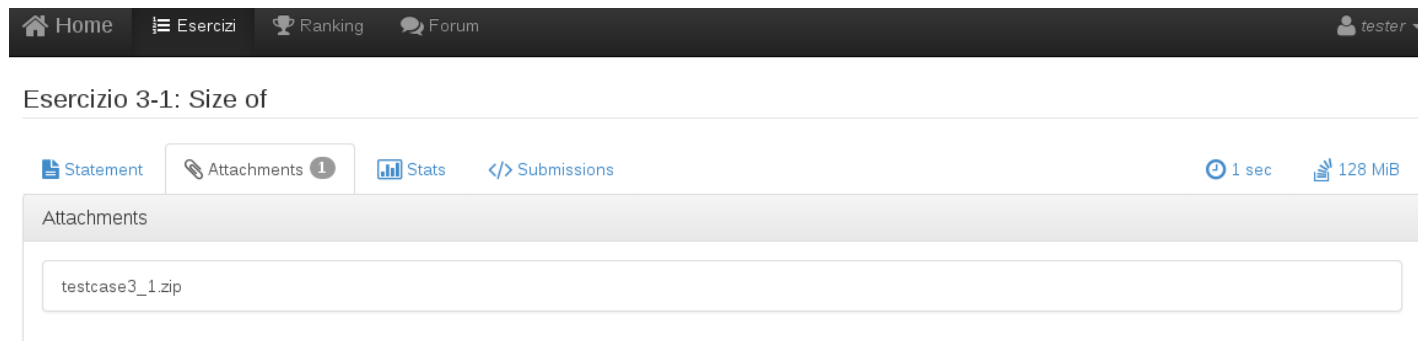 Home Esercizi Ranking Forum tester
Esercizio 3-1: Size of
Statement Attachments 1 Stats </> Submissions 1 sec 128 MiB
Attachments
testcase3_1.zip